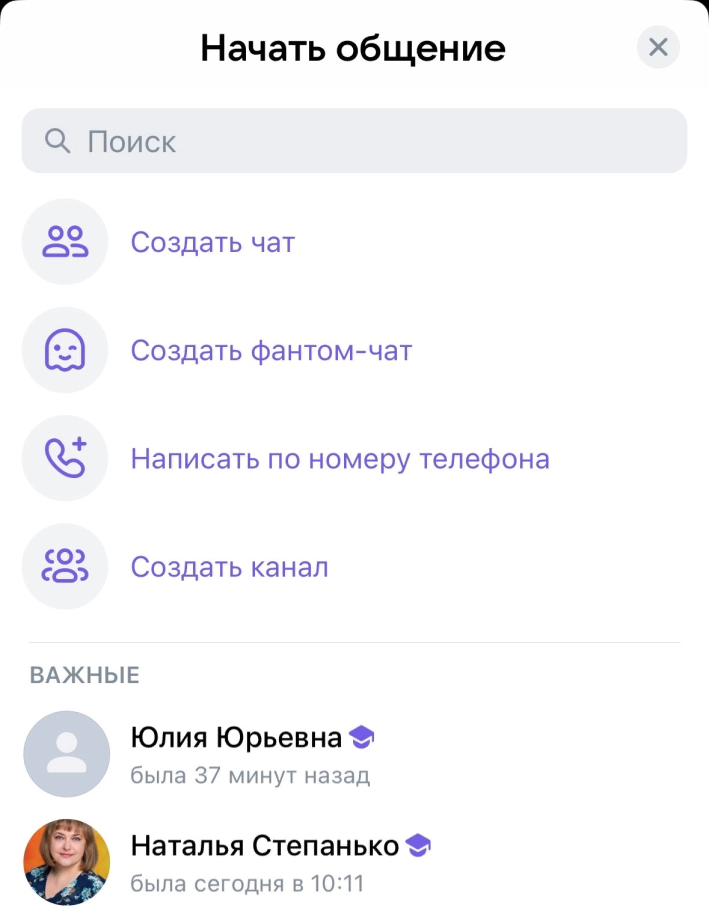 Начать общение
Поиск
Создать чат
Создать фантом-чат
Написать по номеру телефона
Создать канал
ВАЖНЫЕ
Юлия Юрьевна
была 37 минут назад
Наталья Степанько
была сегодня в 10:11